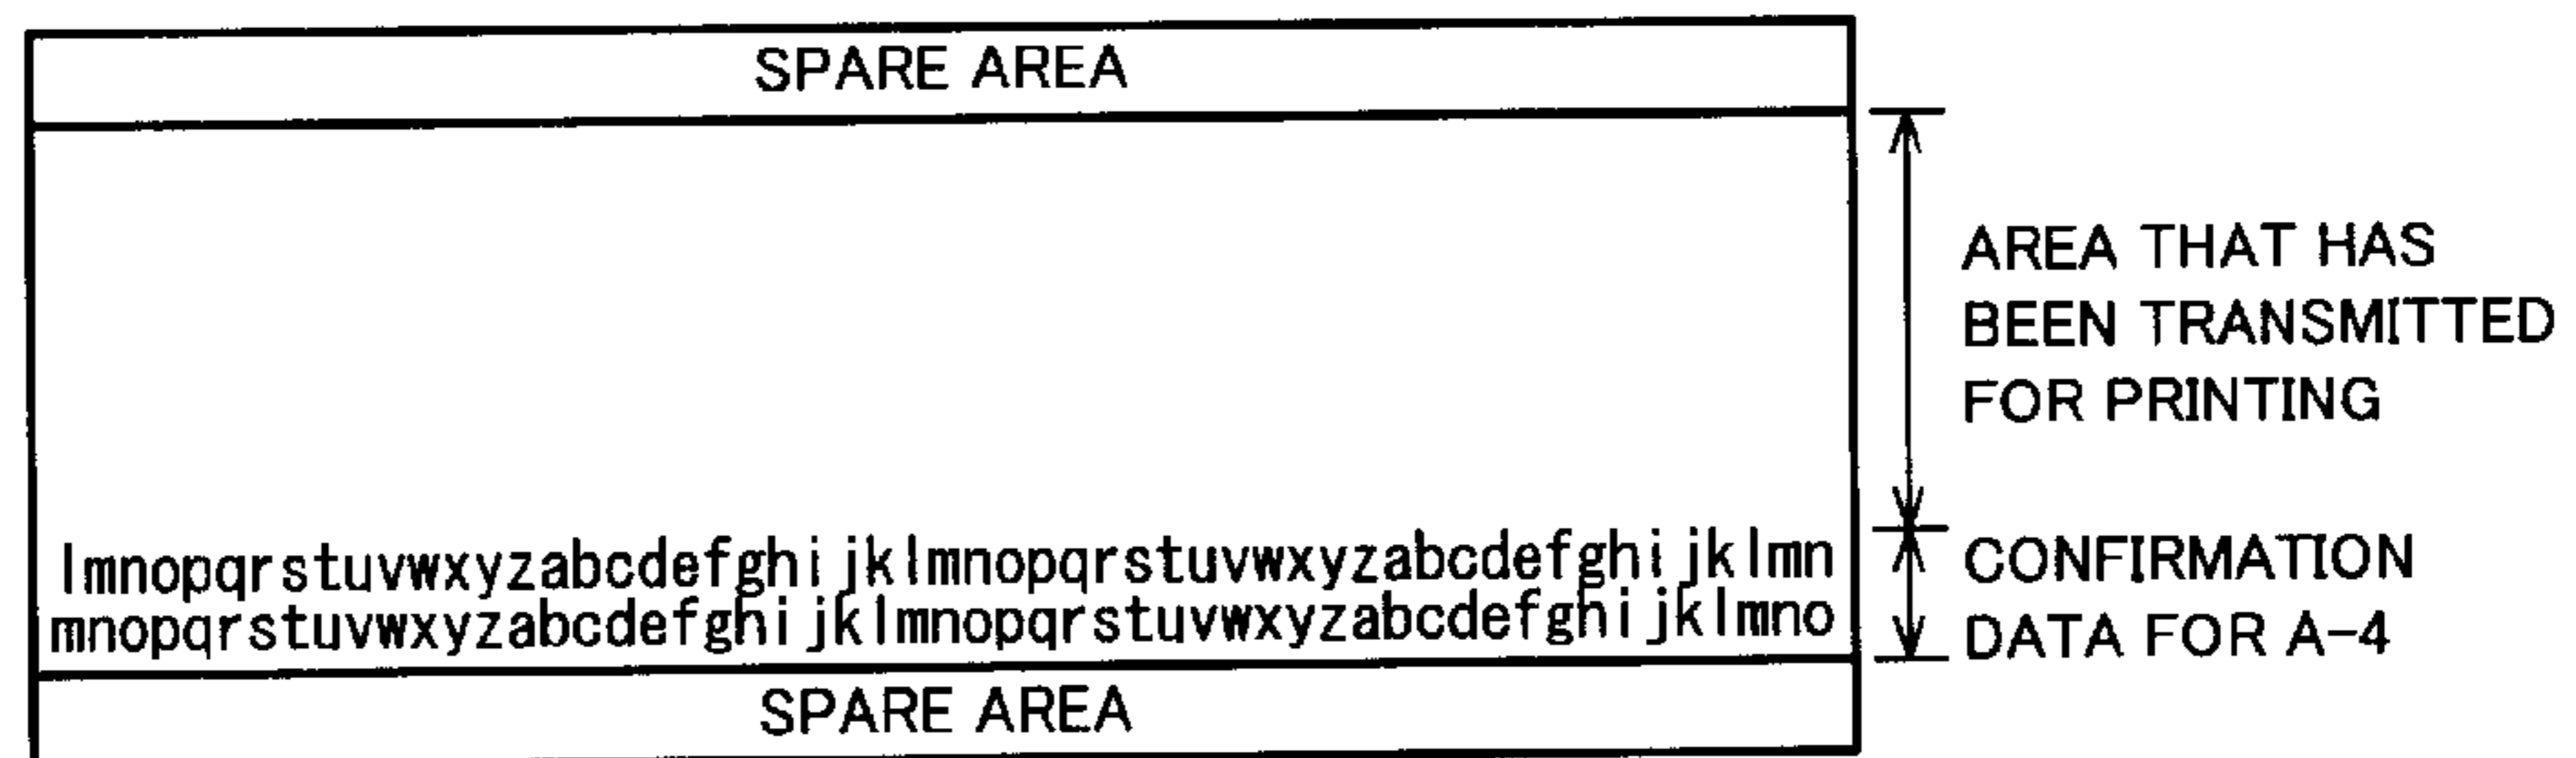 SPARE AREA
AREA THAT HAS
BEEN TRANSMITTED
FOR PRINTING
lmnopqrstuvwxyzabcdefghijklmnopqrstuvwxyzabcdefghijklmn
mnopqrstuvwxyzabcdefghijklmnopqrstuvwxyzabcdefghijklmno
CONFIRMATION
DATA FOR A-4
SPARE AREA